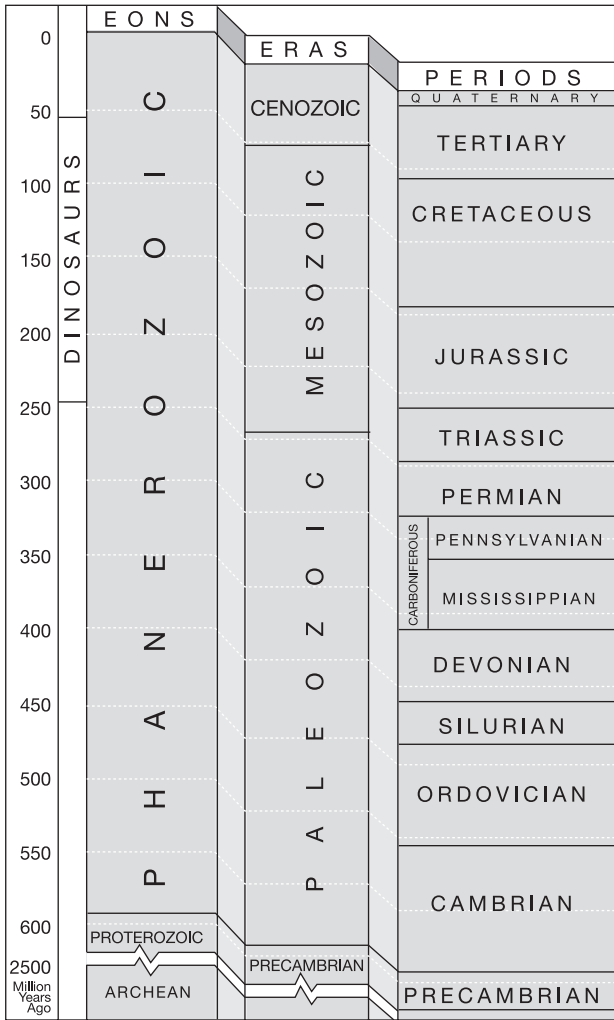 EONS
ERAS
PERIODS
0
50
100
150
200
250
300
350
400
450
500
550
600
2500
Million
Years
Ago
DINOSAURS
PHANEROZOIC
PROTEROZOIC
ARCHEAN
CENOZOIC
MESOZOIC
PALEOZOIC
PRECAMBRIAN
QUATERNARY
TERTIARY
CRETACEOUS
JURASSIC
TRIASSIC
PERMIAN
CARBONIFEROUS
PENNSYLVANIAN
MISSISSIPPIAN
DEVONIAN
SILURIAN
ORDOVICIAN
CAMBRIAN
PRECAMBRIAN